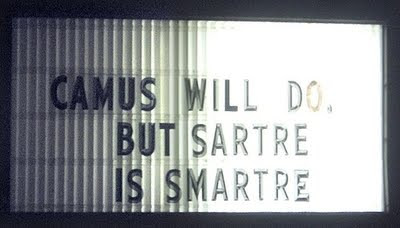 CAMUS WILL DO,
BUT SARTRE
IS SMARTRE